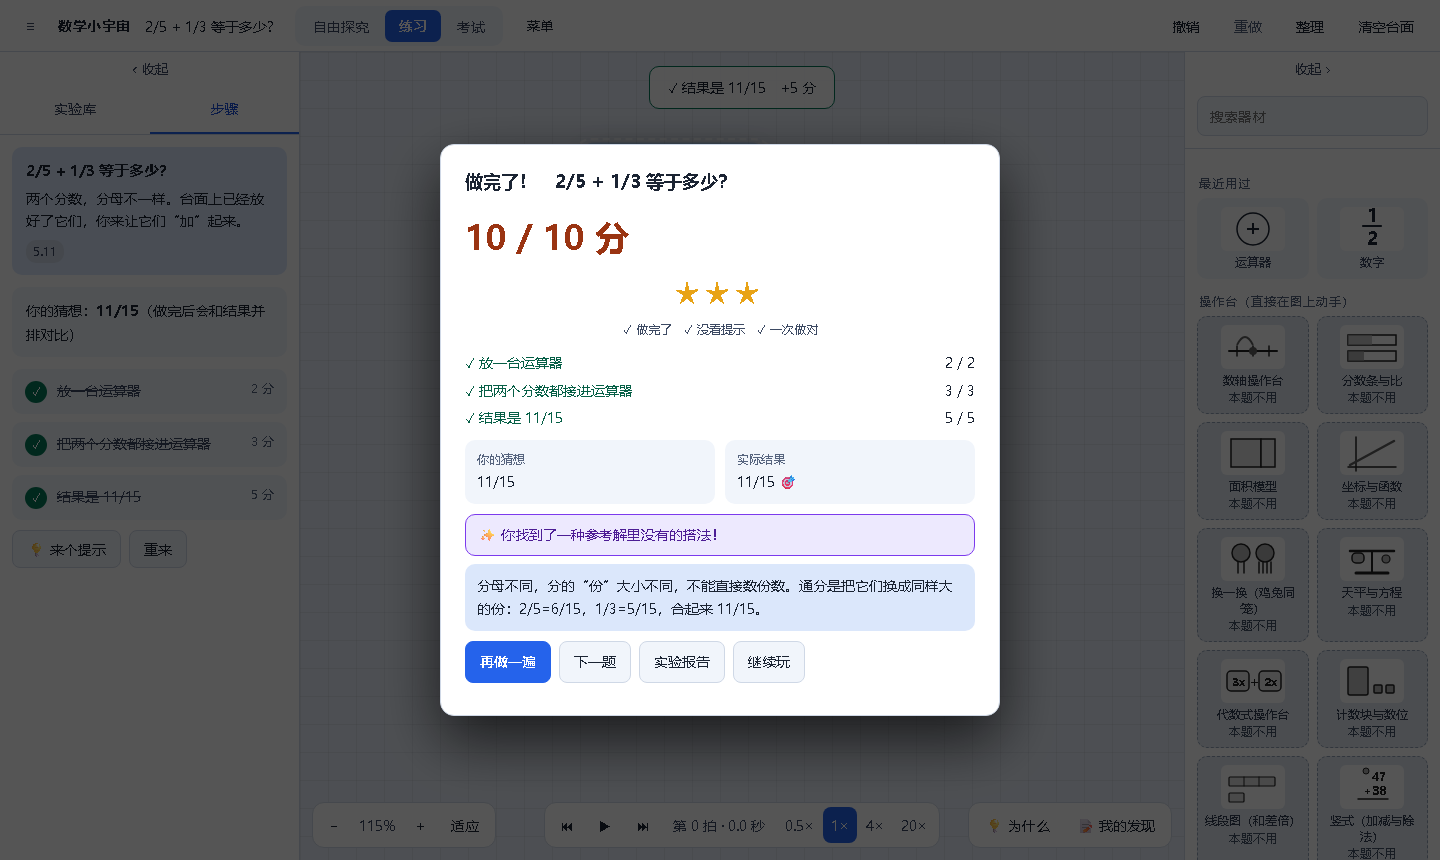 ☰ 数学小宇宙 2/5 + 1/3 等于多少? 自由探究 练习 考试 菜单 撤销 重做 整理 清空台面
‹ 收起
实验库 步骤
2/5 + 1/3 等于多少?
两个分数，分母不一样。台面上已经放
好了它们，你来让它们“加”起来。
5.11
你的猜想：11/15（做完后会和结果并
排对比）
✓ 放一台运算器 2 分
✓ 把两个分数都接进运算器 3 分
✓ 结果是 11/15 5 分
来个提示 重来
✓ 结果是 11/15 +5 分
做完了! 2/5 + 1/3 等于多少?
10 / 10 分
★★★
✓ 做完了 ✓ 没看提示 ✓ 一次做对
✓ 放一台运算器 2 / 2
✓ 把两个分数都接进运算器 3 / 3
✓ 结果是 11/15 5 / 5
你的猜想
11/15
实际结果
11/15 🎯
✨ 你找到了一种参考解里没有的搭法!
分母不同，分的“份”大小不同，不能直接数份数。通分是把它们换成同样大
的份：2/5=6/15，1/3=5/15，合起来 11/15。
再做一遍 下一题 实验报告 继续玩
− 115% + 适应
⏮ ▶ ⏭ 第 0 拍 · 0.0 秒 0.5× 1× 4× 20×
为什么 我的发现
收起 ›
搜索器材
最近用过
运算器
1
2
数字
操作台（直接在图上动手）
数轴操作台
本题不用
分数条与比
本题不用
面积模型
本题不用
坐标与函数
本题不用
换一换（鸡兔同
笼）
本题不用
天平与方程
本题不用
3x + 2x
代数式操作台
本题不用
计数块与数位
本题不用
线段图（和差倍）
本题不用
47
+38
竖式（加减与除
法）
本题不用